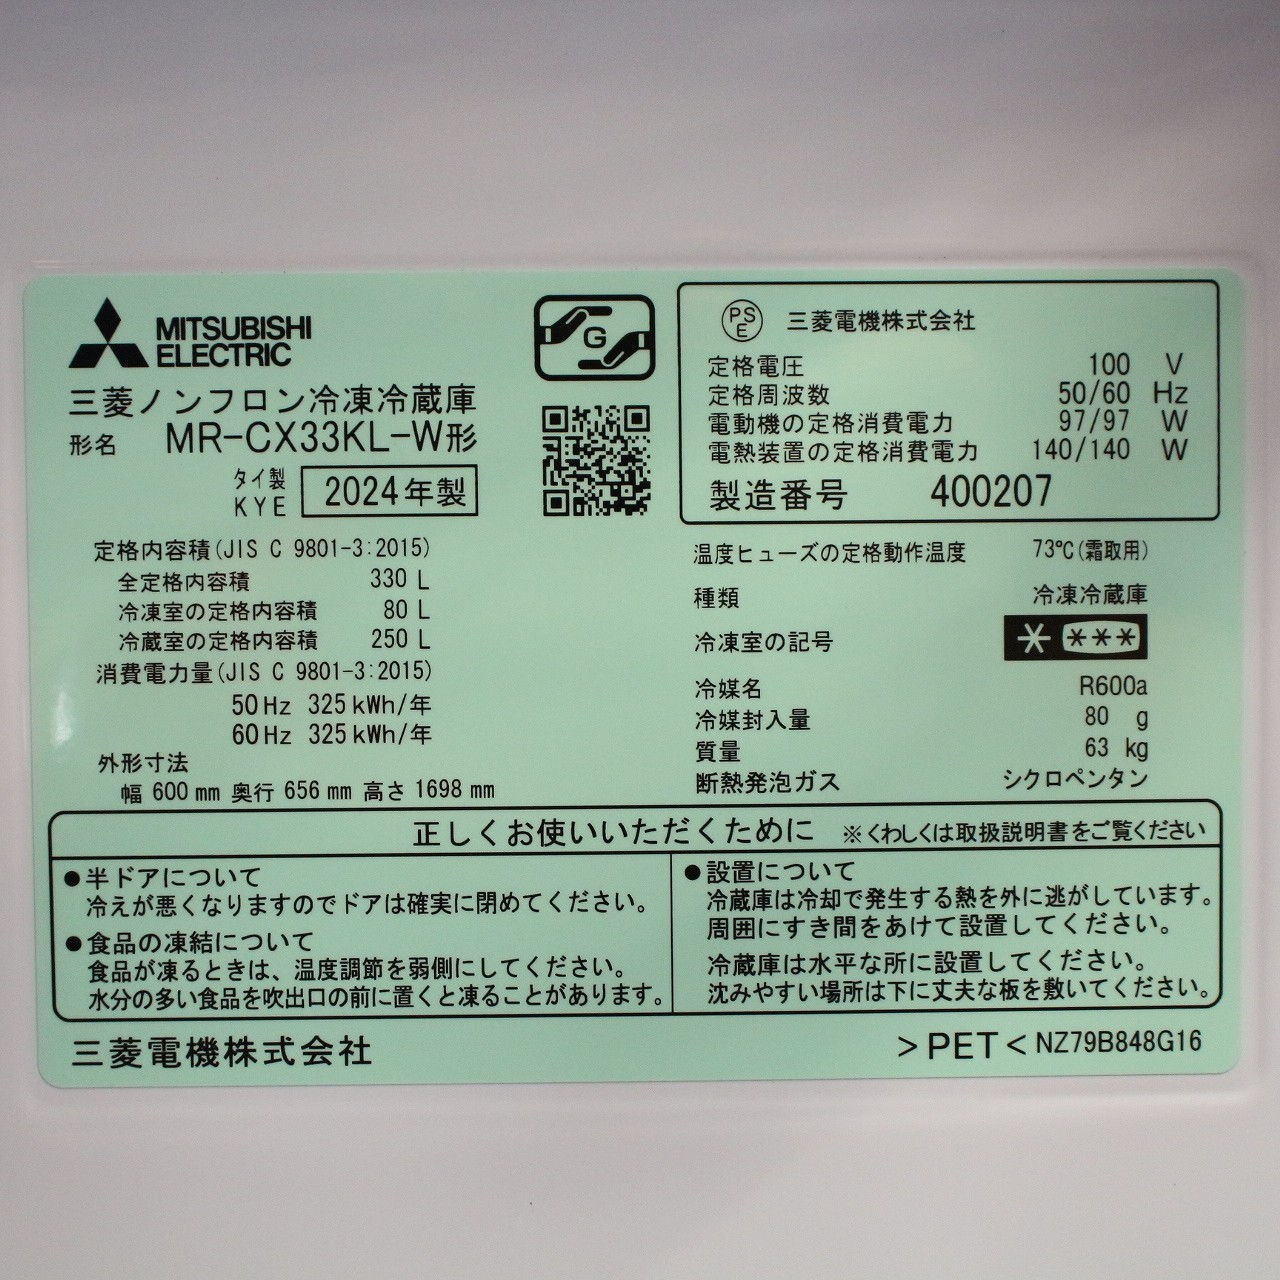 MITSUBISHI
ELECTRIC
三菱ノンフロン冷凍冷蔵庫
形名 MR-CX33KL-W形
タイ製
KYE 2024年製
G
定格内容積(JIS C 9801-3:2015)
全定格内容積 330 L
冷凍室の定格内容積 80 L
冷蔵室の定格内容積 250 L
消費電力量(JIS C 9801-3:2015)
50Hz 325kWh/年
60Hz 325kWh/年
外形寸法
幅 600mm 奥行 656mm 高さ 1698mm
PSE 三菱電機株式会社
定格電圧 100 V
定格周波数 50/60 Hz
電動機の定格消費電力 97/97 W
電熱装置の定格消費電力 140/140 W
製造番号 400207
温度ヒューズの定格動作温度 73℃(霜取用)
種類 冷凍冷蔵庫
冷凍室の記号 * ***
冷媒名 R600a
冷媒封入量 80 g
質量 63 kg
断熱発泡ガス シクロペンタン
正しくお使いいただくために ※くわしくは取扱説明書をご覧ください
●半ドアについて
冷えが悪くなりますのでドアは確実に閉めてください。
●食品の凍結について
食品が凍るときは、温度調節を弱側にしてください。
水分の多い食品を吹出口の前に置くと凍ることがあります。
●設置について
冷蔵庫は冷却で発生する熱を外に逃がしています。
周囲にすき間をあけて設置してください。
冷蔵庫は水平な所に設置してください。
沈みやすい場所は下に丈夫な板を敷いてください。
三菱電機株式会社
>PET< NZ79B848G16